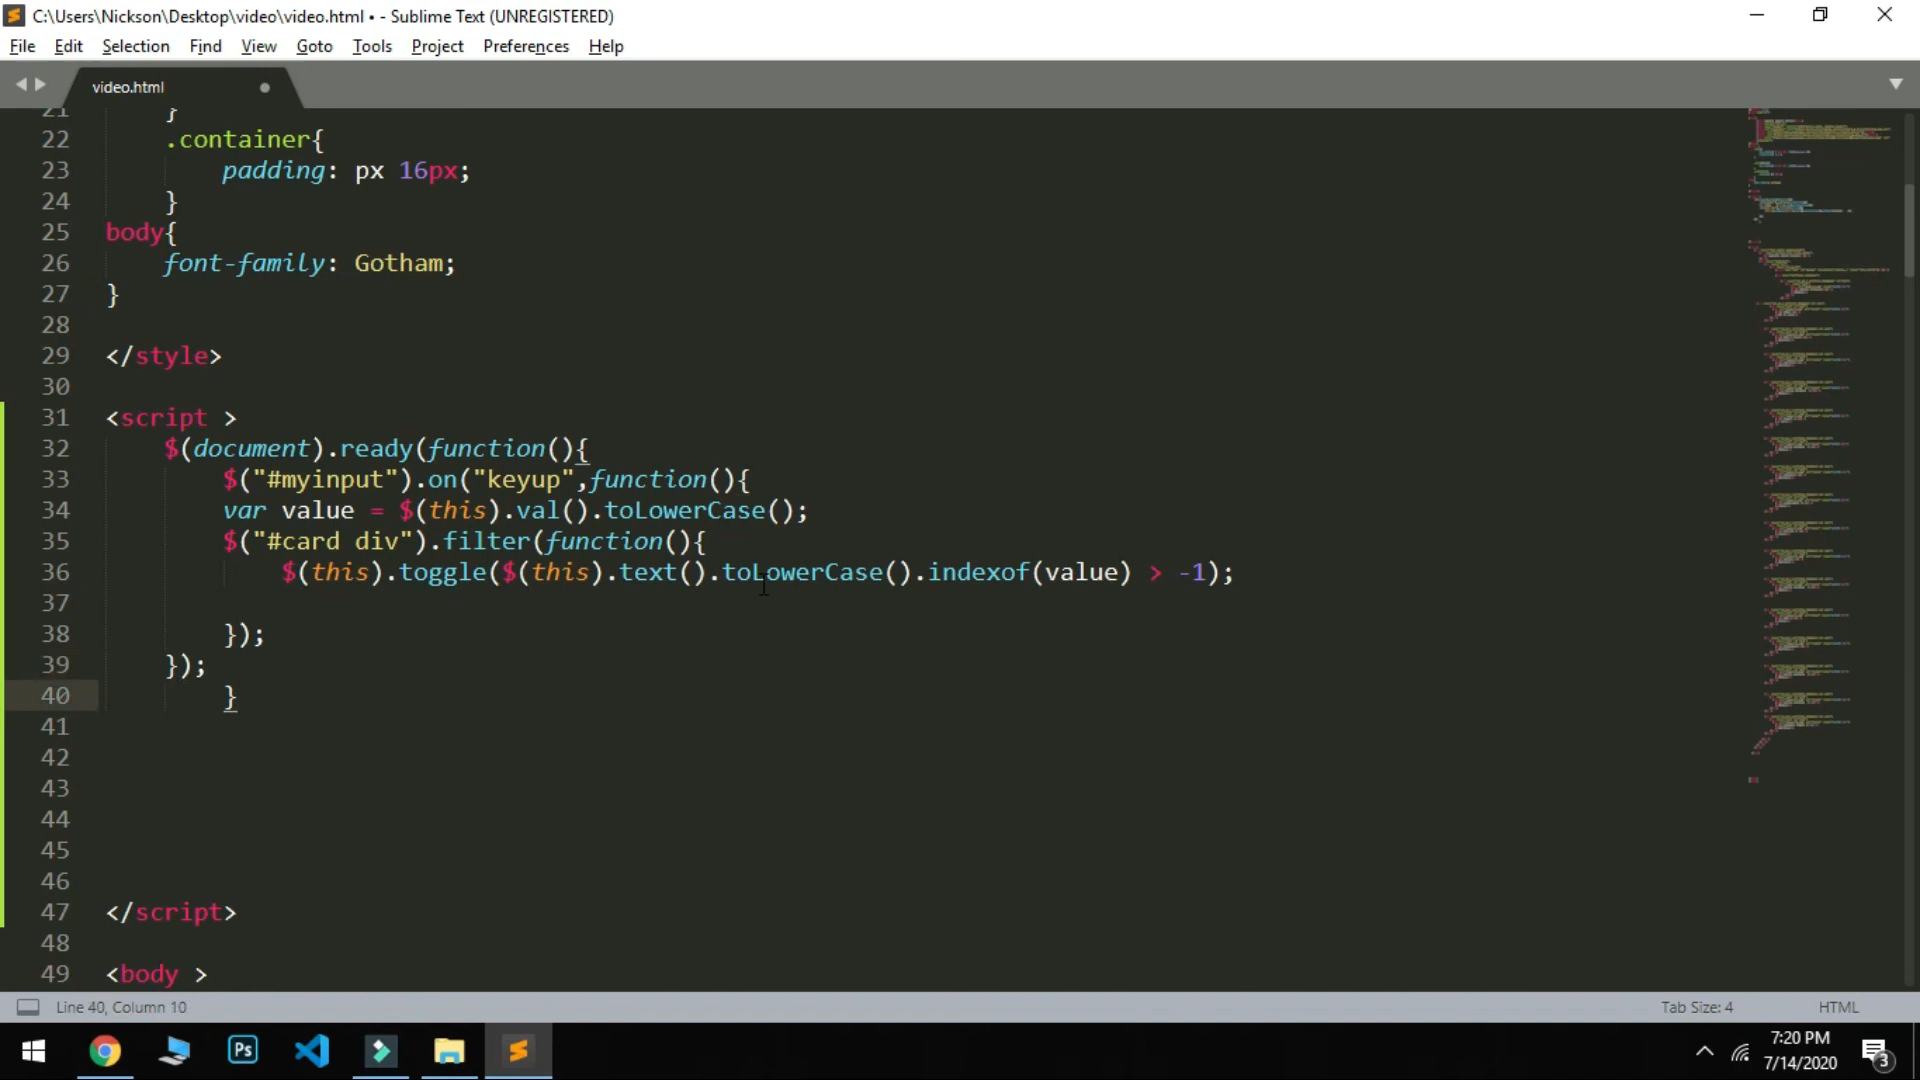 C:\Users\Nickson\Desktop\video\video.html • - Sublime Text (UNREGISTERED)
File Edit Selection Find View Goto Tools Project Preferences Help
video.html
21 }
22 .container{
23 padding: px 16px;
24 }
25 body{
26 font-family: Gotham;
27 }
28
29 </style>
30
31 <script >
32 $(document).ready(function(){
33 $("#myinput").on("keyup",function(){
34 var value = $(this).val().toLowerCase();
35 $("#card div").filter(function(){
36 $(this).toggle($(this).text().toLowerCase().indexof(value) > -1);
37
38 });
39 });
40 }
41
42
43
44
45
46
47 </script>
48
49 <body >
Line 40, Column 10
Tab Size: 4
HTML
Ps
7:20 PM
7/14/2020
3